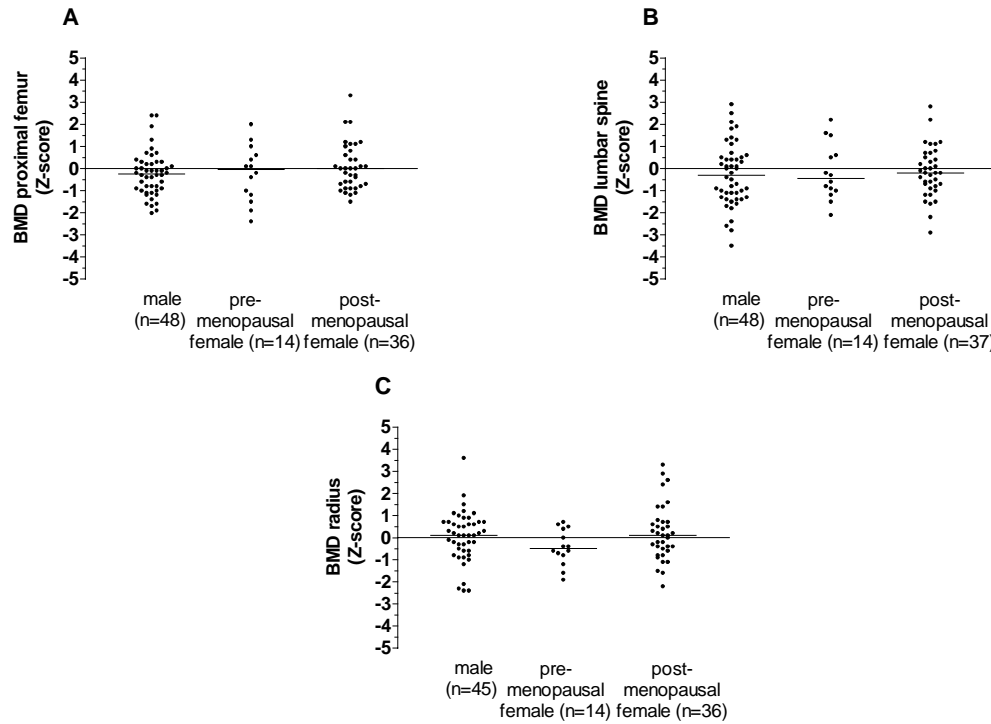 A
BMD proximal femur
(Z-score)
5
4
3
2
1
0
-1
-2
-3
-4
-5
male
(n=48)
pre-
menopausal
female (n=14)
post-
menopausal
female (n=36)
B
BMD lumbar spine
(Z-score)
5
4
3
2
1
0
-1
-2
-3
-4
-5
male
(n=48)
pre-
menopausal
female (n=14)
post-
menopausal
female (n=37)
C
BMD radius
(Z-score)
5
4
3
2
1
0
-1
-2
-3
-4
-5
male
(n=45)
pre-
menopausal
female (n=14)
post-
menopausal
female (n=36)